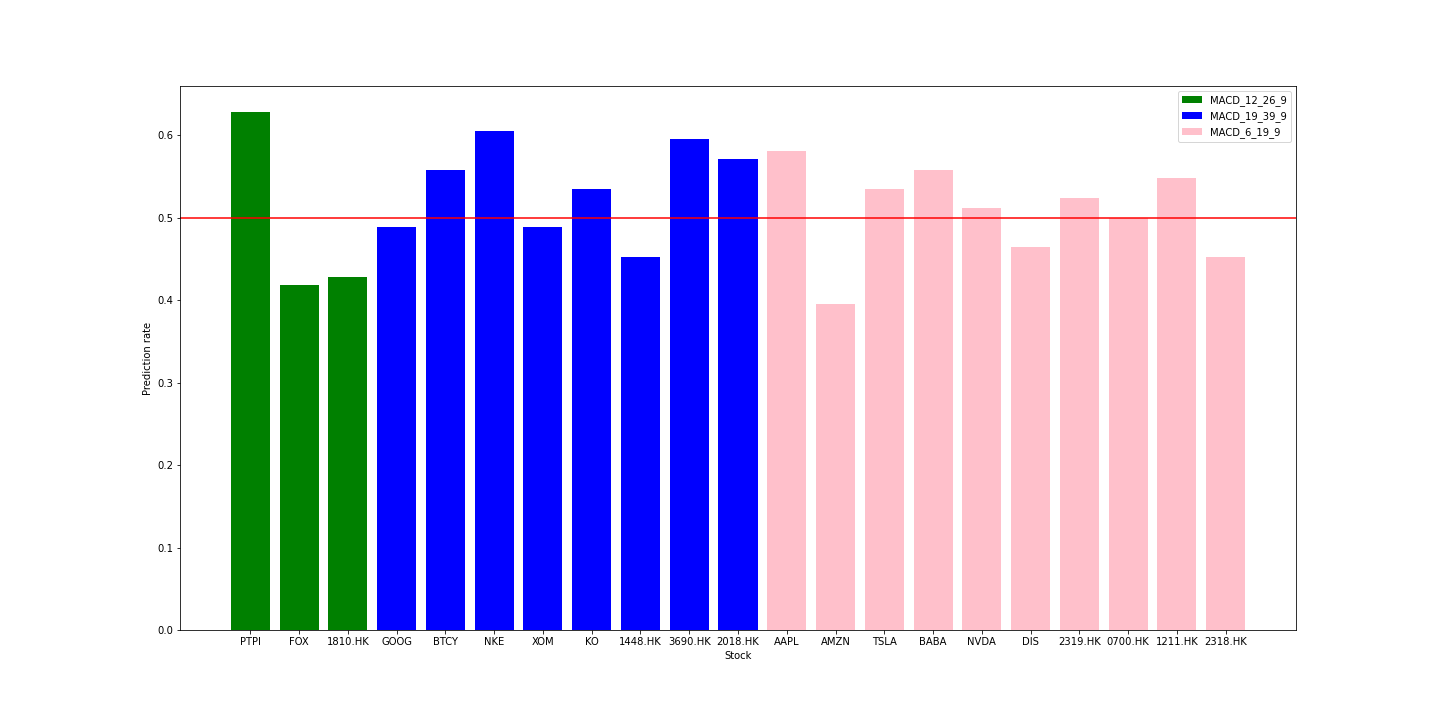 MACD_12_26_9
MACD_19_39_9
MACD_6_19_9
0.6
0.5
0.4
0.3
0.2
0.1
0.0
Prediction rate
PTPI FOX 1810.HK GOOG BTCY NKE XOM KO 1448.HK 3690.HK 2018.HK AAPL AMZN TSLA BABA NVDA DIS 2319.HK 0700.HK 1211.HK 2318.HK
Stock